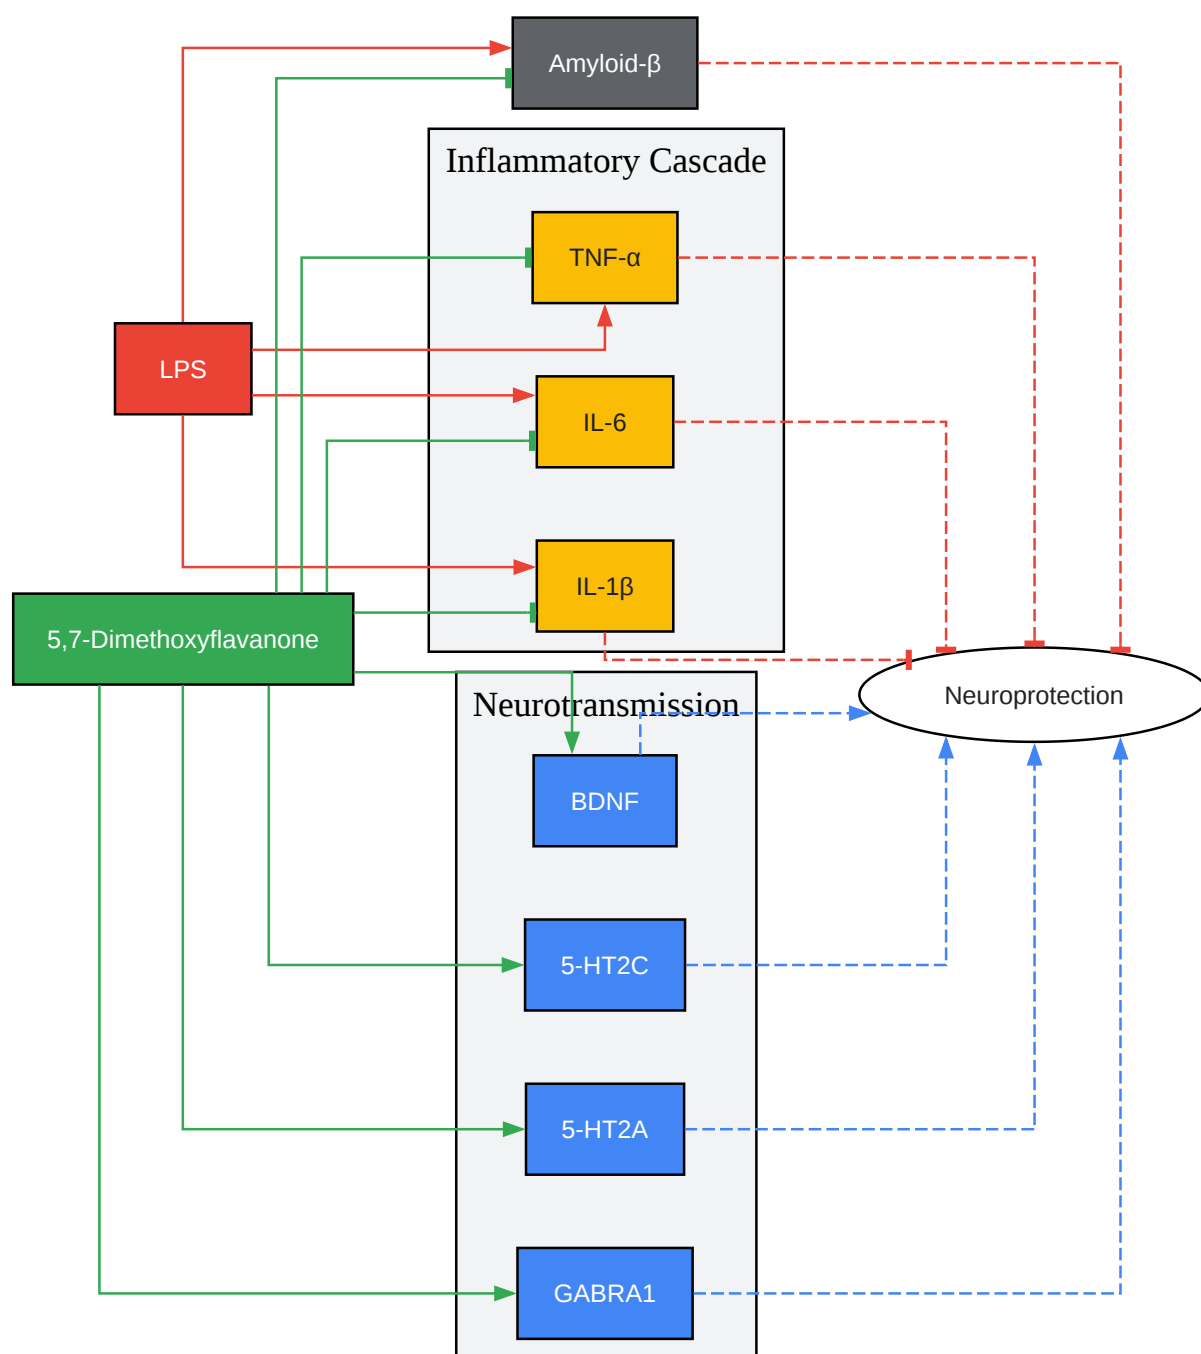 Amyloid-β
Inflammatory Cascade
TNF-α
LPS
IL-6
IL-1β
5,7-Dimethoxyflavanone
Neuroprotection
Neurotransmission
BDNF
5-HT2C
5-HT2A
GABRA1